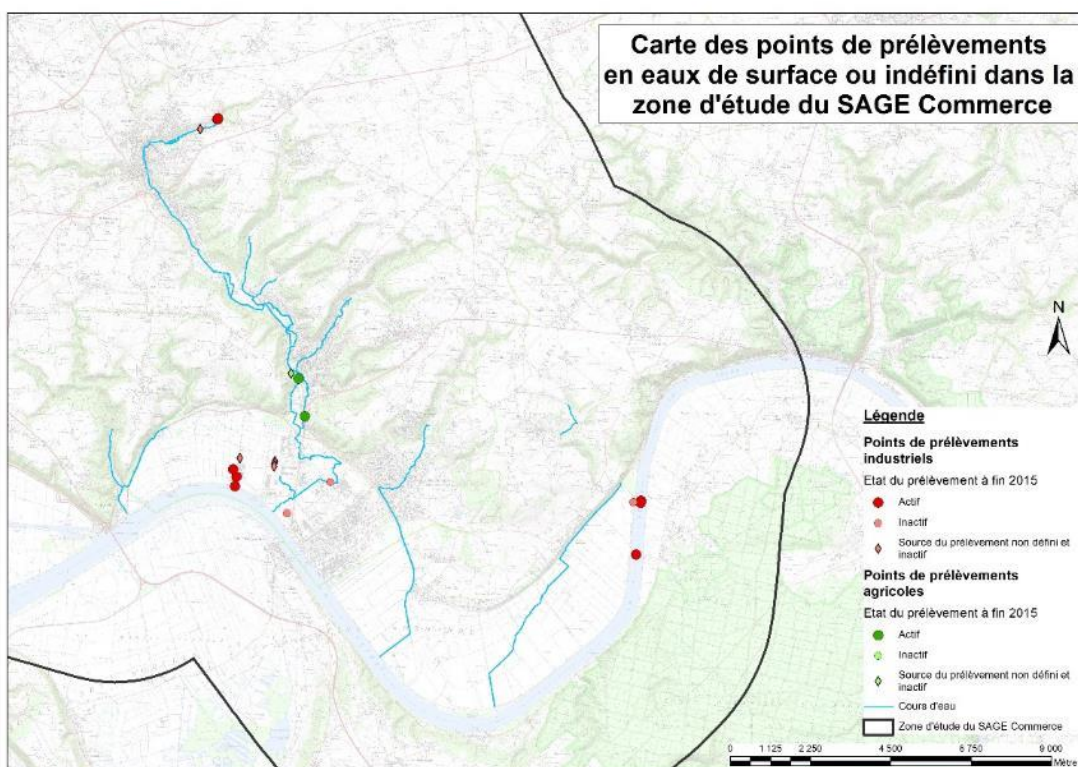 Carte des points de prélèvements
en eaux de surface ou indéfini dans la
zone d'étude du SAGE Commerce
N
Légende
Points de prélèvements
industriels
Etat du prélèvement à fin 2015
Actif
Inactif
Source du prélèvement non défini et
inactif
Points de prélèvements
agricoles
Etat du prélèvement à fin 2015
Actif
Inactif
Source du prélèvement non défini et
inactif
Cours d'eau
Zone d'étude du SAGE Commerce
0 1 125 2 250 4 500 6 750 9 000
Mètre